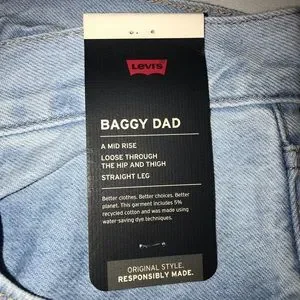 LEVI'S
BAGGY DAD
A MID RISE
LOOSE THROUGH
THE HIP AND THIGH
STRAIGHT LEG
Better clothes. Better choices. Better
planet. This garment includes 5%
recycled cotton and was made using
water-saving dye techniques.
ORIGINAL STYLE.
RESPONSIBLY MADE.